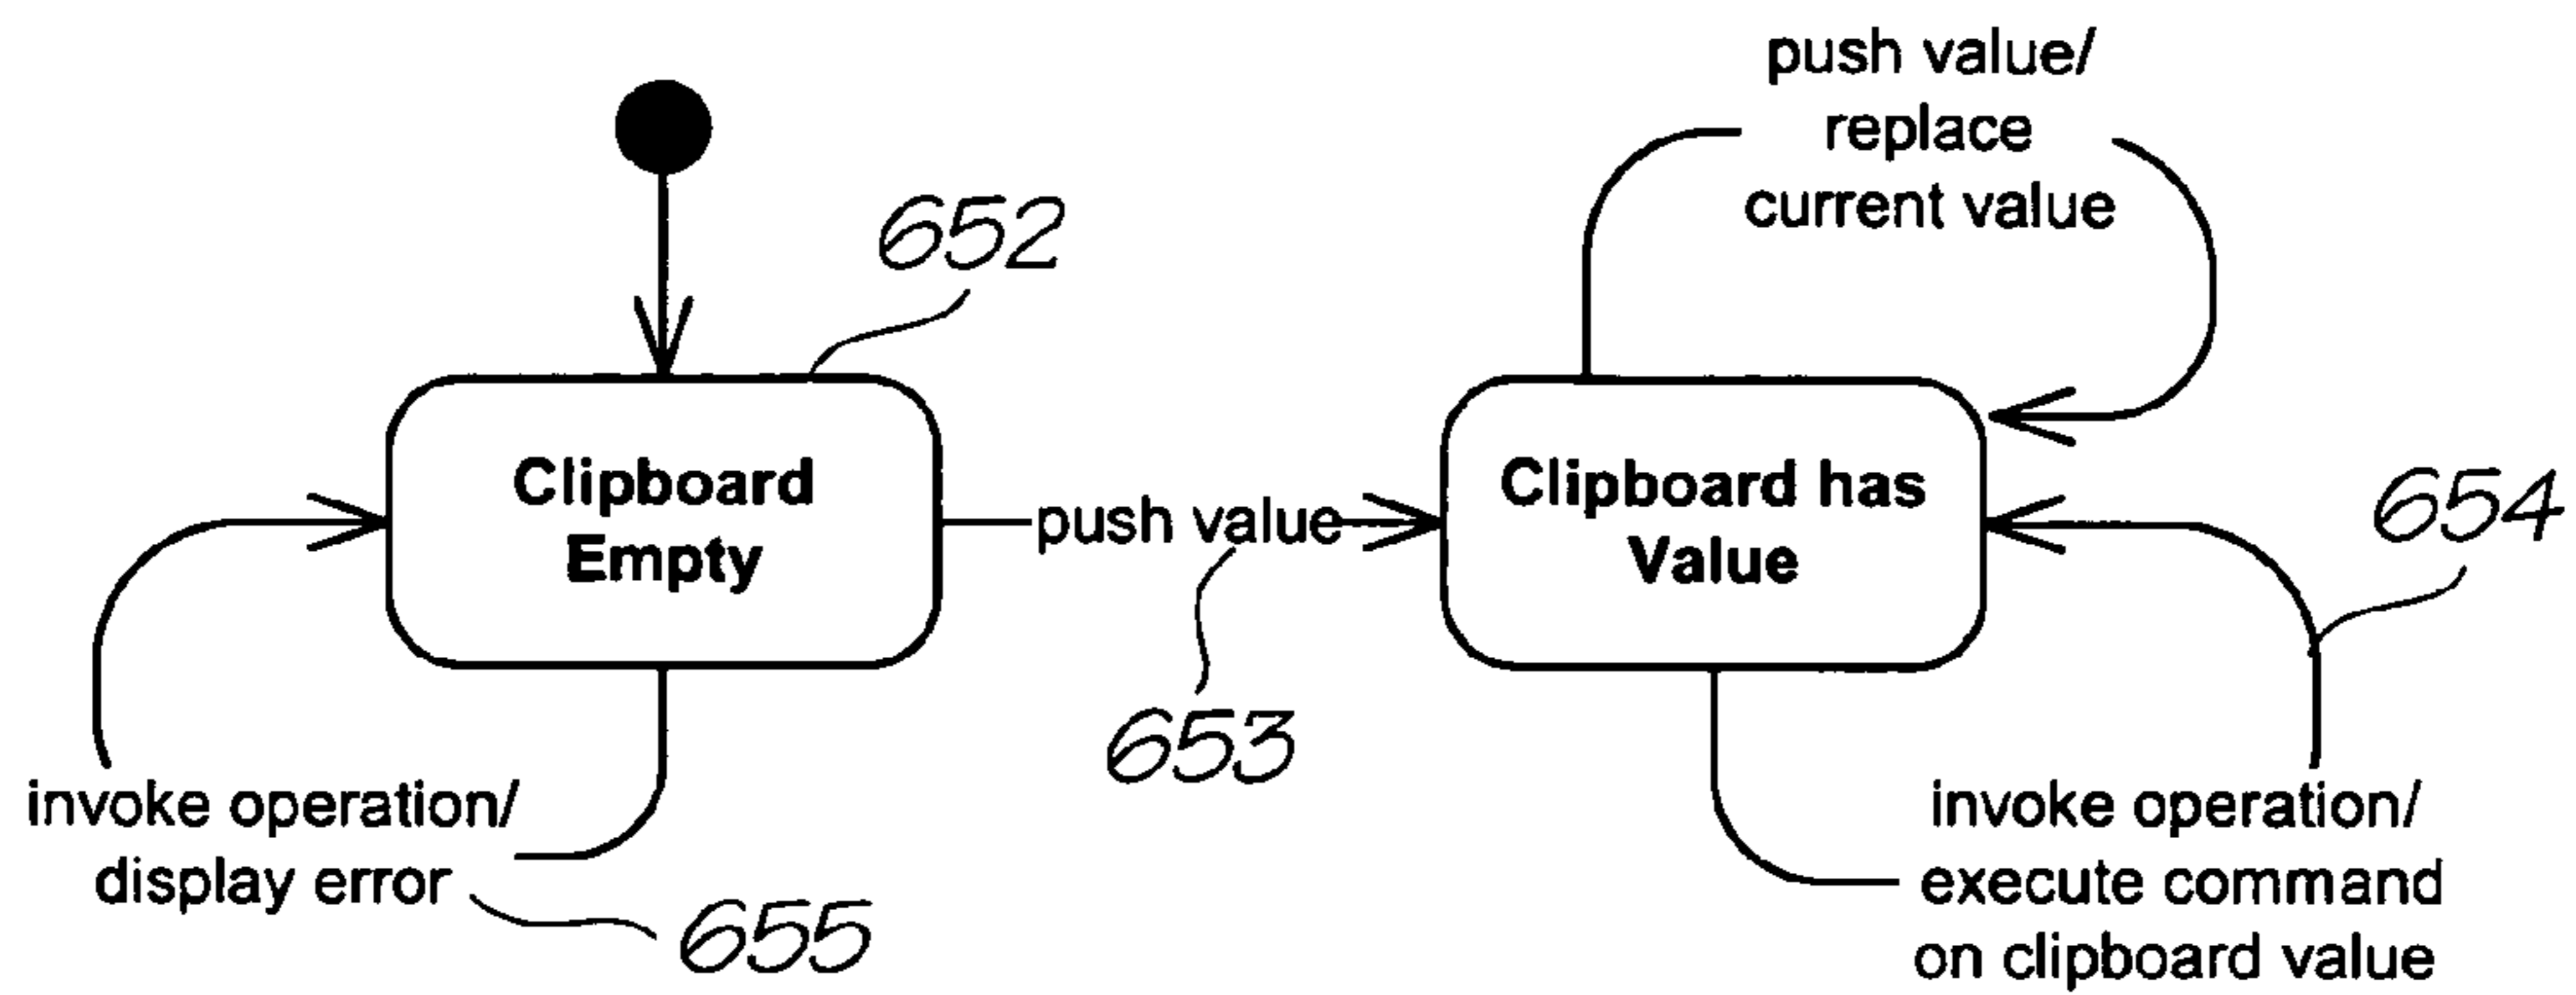 push value/
replace
current value
652
Clipboard
Empty
push value
Clipboard has
Value
654
653
invoke operation/
display error
655
invoke operation/
execute command
on clipboard value